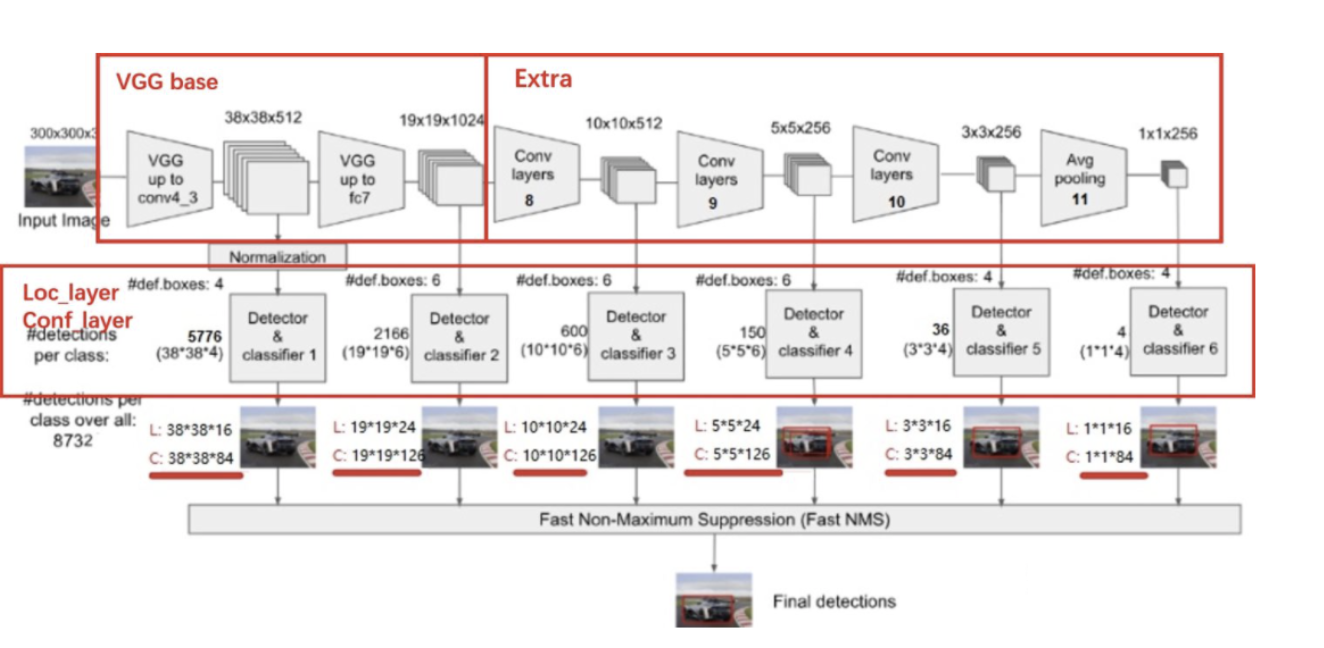 VGG base
Extra
300x300x3
38x38x512
19x19x1024
10x10x512
5x5x256
3x3x256
1x1x256
VGG
up to
conv4_3
VGG
up to
fc7
Conv
layers
8
Conv
layers
9
Conv
layers
10
Avg
pooling
11
Input Image
Normalization
Loc_layer
Conf_layer
#def.boxes: 4
#def.boxes: 6
#def.boxes: 6
#def.boxes: 6
#def.boxes: 4
#def.boxes: 4
#detections
per class:
5776
(38*38*4)
Detector
&
classifier 1
2166
(19*19*6)
Detector
&
classifier 2
600
(10*10*6)
Detector
&
classifier 3
150
(5*5*6)
Detector
&
classifier 4
36
(3*3*4)
Detector
&
classifier 5
4
(1*1*4)
Detector
&
classifier 6
#detections per
class over all:
8732
L: 38*38*16
C: 38*38*84
L: 19*19*24
C: 19*19*126
L: 10*10*24
C: 10*10*126
L: 5*5*24
C: 5*5*126
L: 3*3*16
C: 3*3*84
L: 1*1*16
C: 1*1*84
Fast Non-Maximum Suppression (Fast NMS)
Final detections